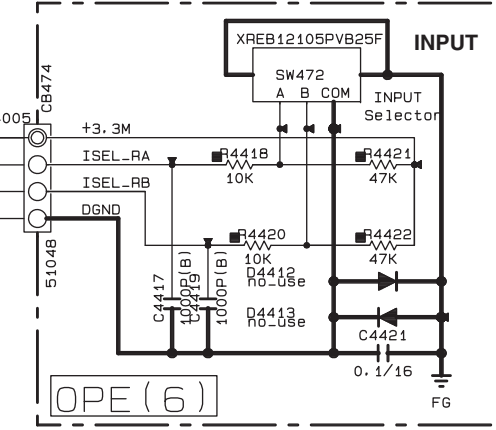 XREB12105PVB25F
INPUT
SW472
A B COM
INPUT
Selector
CB474
4005
+3.3M
ISEL_RA
R4418
10K
R4421
47K
ISEL_RB
DGND
R4420
10K
R4422
47K
51048
C4417
1000P(B)
C4419
1000P(B)
D4412
no_use
D4413
no_use
C4421
0.1/16
OPE(6)
FG